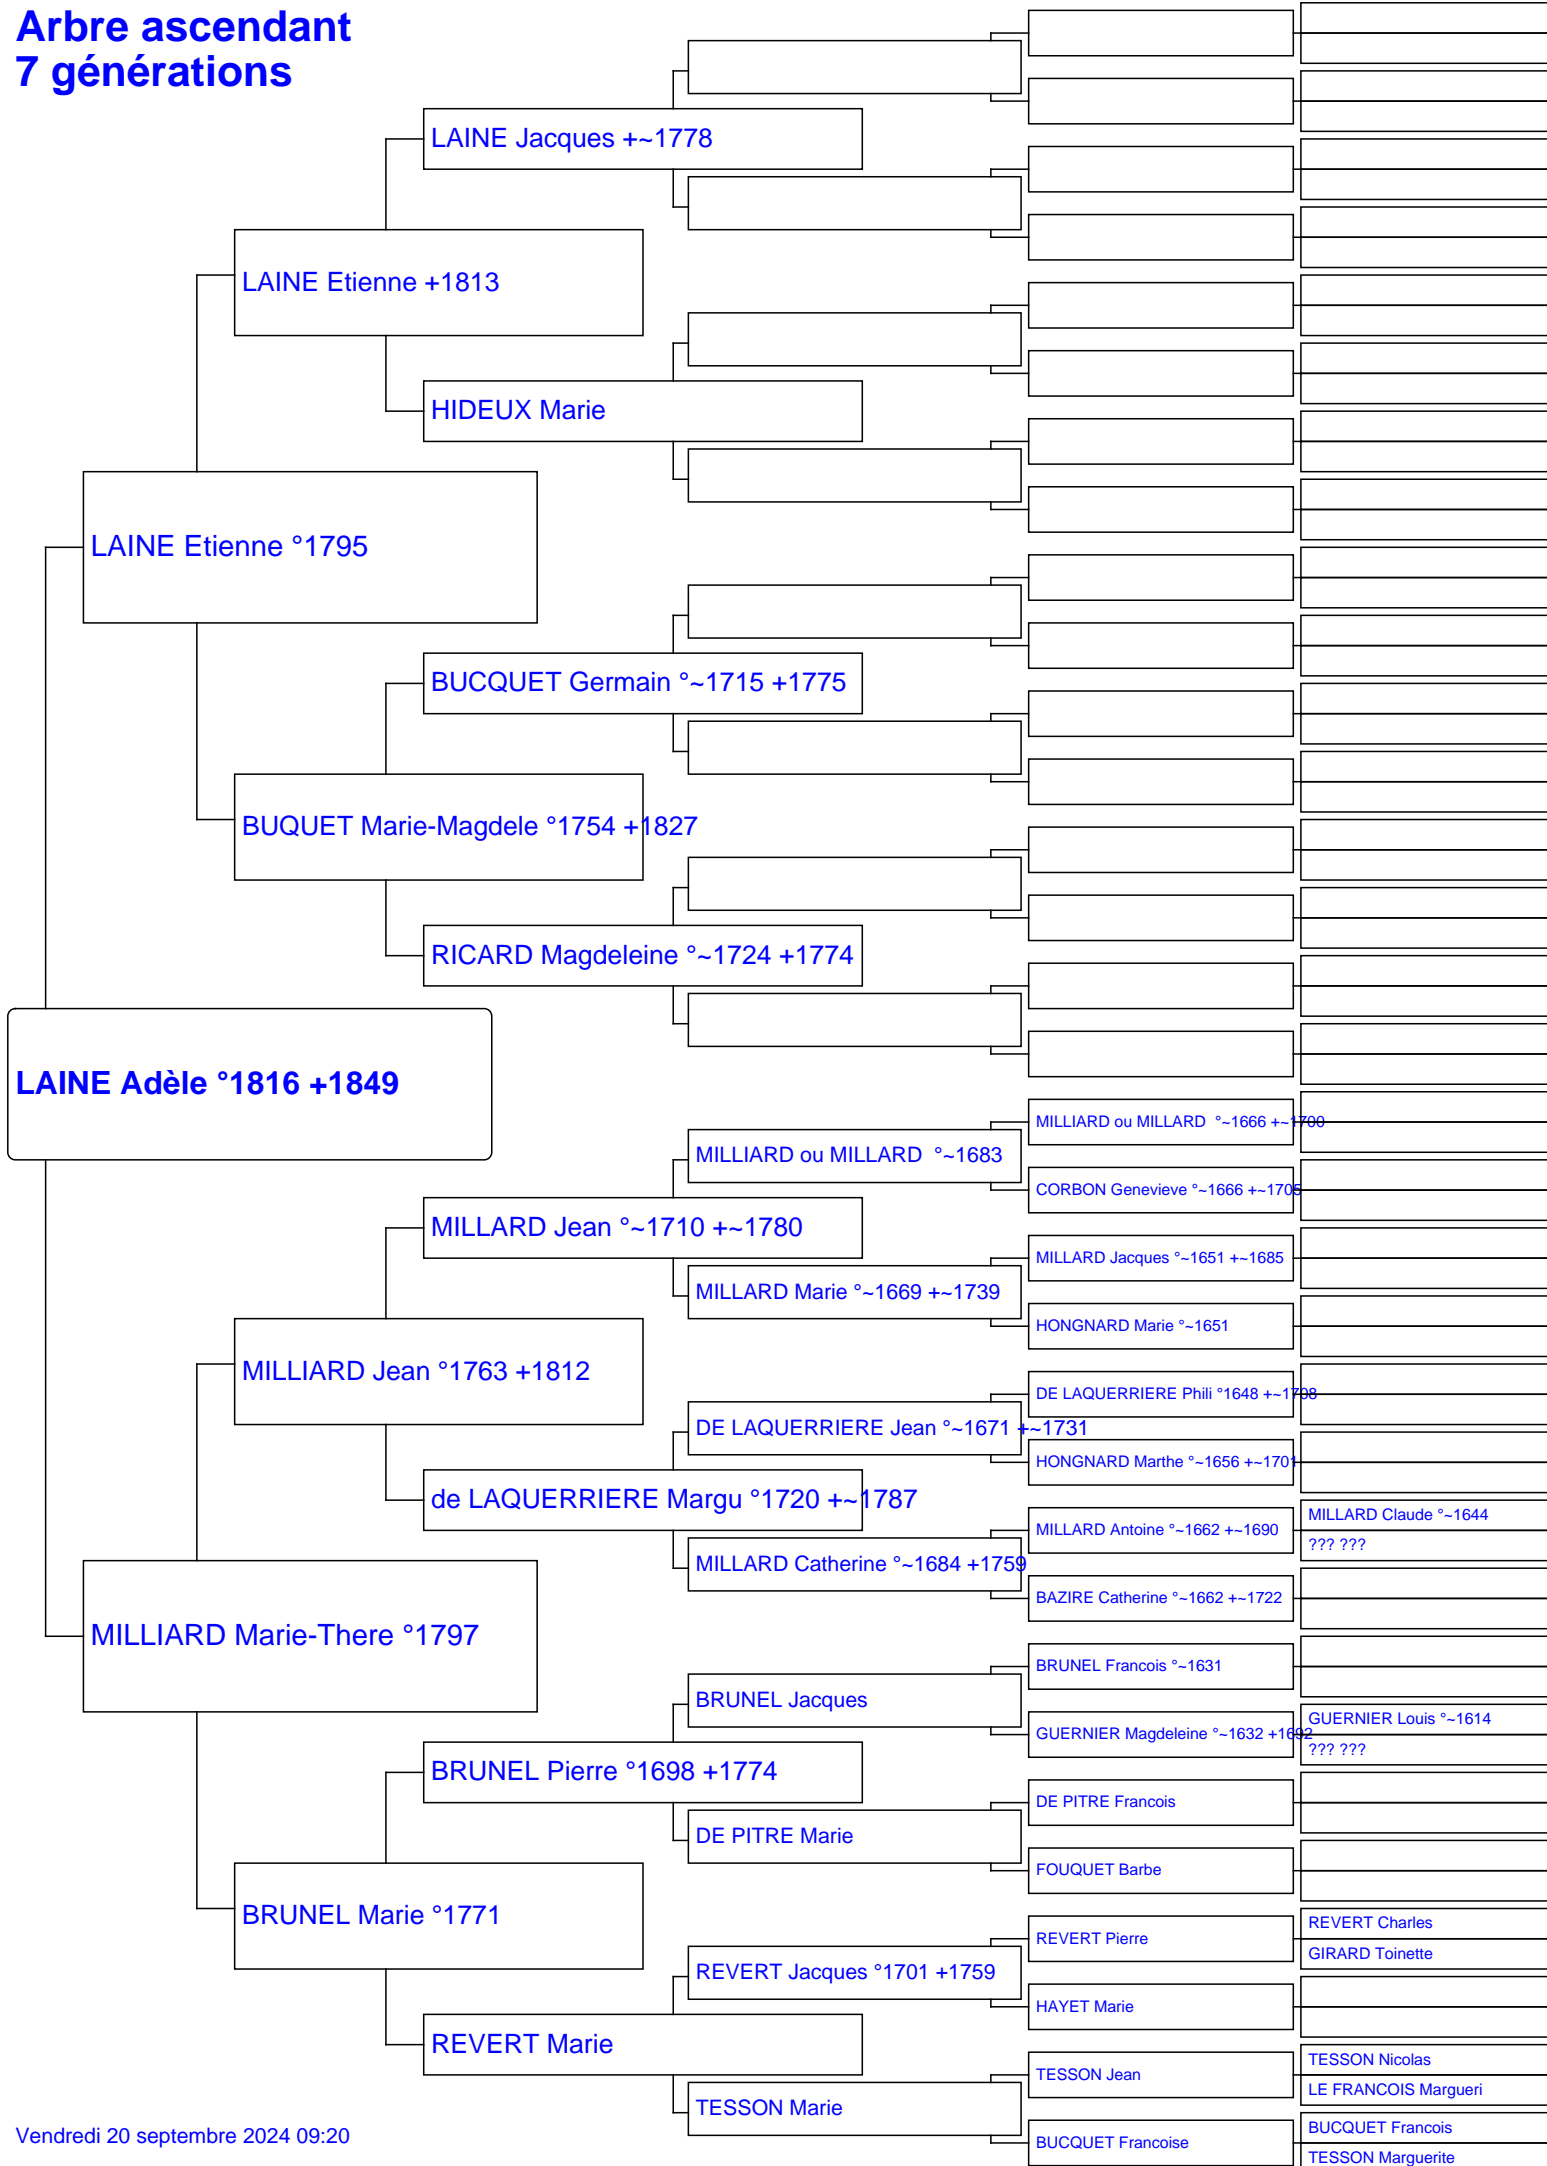 Arbre ascendant
7 générations
LAINE Jacques +~1778
LAINE Etienne +1813
HIDEUX Marie
LAINE Etienne °1795
BUCQUET Germain °~1715 +1775
BUQUET Marie-Magdele °1754 +1827
RICARD Magdeleine °~1724 +1774
LAINE Adèle °1816 +1849
MILLIARD ou MILLARD °~1666 +~1700
MILLIARD ou MILLARD °~1683
CORBON Genevieve °~1666 +~1705
MILLARD Jean °~1710 +~1780
MILLARD Jacques °~1651 +~1685
MILLARD Marie °~1669 +~1739
HONGNARD Marie °~1651
MILLIARD Jean °1763 +1812
DE LAQUERRIERE Phili °1648 +~1708
DE LAQUERRIERE Jean °~1671 +~1731
HONGNARD Marthe °~1656 +~1701
de LAQUERRIERE Margu °1720 +~1787
MILLARD Claude °~1644
MILLARD Antoine °~1662 +~1690
??? ???
MILLARD Catherine °~1684 +1759
BAZIRE Catherine °~1662 +~1722
MILLIARD Marie-There °1797
BRUNEL Francois °~1631
BRUNEL Jacques
GUERNIER Louis °~1614
GUERNIER Magdeleine °~1632 +1692
??? ???
BRUNEL Pierre °1698 +1774
DE PITRE Francois
DE PITRE Marie
FOUQUET Barbe
BRUNEL Marie °1771
REVERT Charles
REVERT Pierre
GIRARD Toinette
REVERT Jacques °1701 +1759
HAYET Marie
REVERT Marie
TESSON Nicolas
TESSON Jean
LE FRANCOIS Margueri
TESSON Marie
BUCQUET Francois
BUCQUET Francoise
TESSON Marguerite
Vendredi 20 septembre 2024 09:20